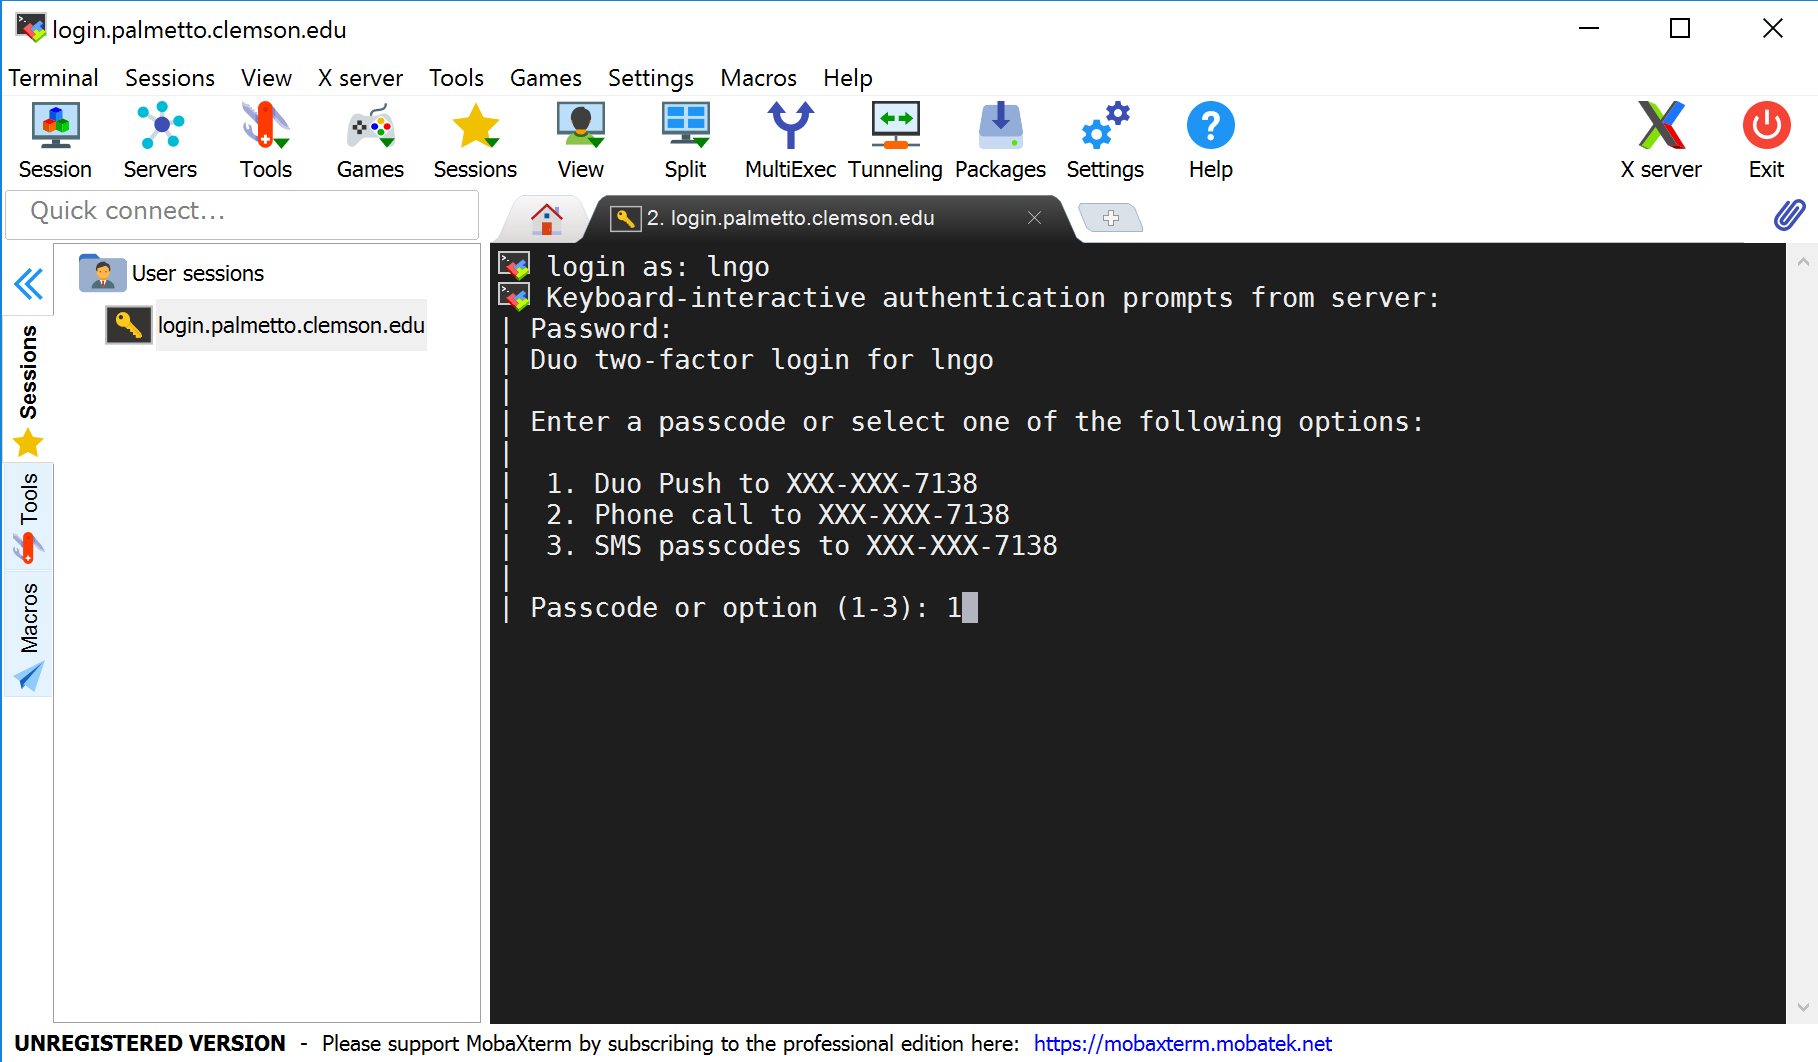 login.palmetto.clemson.edu
Terminal Sessions View X server Tools Games Settings Macros Help
Session Servers Tools Games Sessions View Split MultiExec Tunneling Packages Settings Help X server Exit
Quick connect...
2. login.palmetto.clemson.edu
User sessions
login.palmetto.clemson.edu
Sessions
Tools
Macros
login as: lngo
Keyboard-interactive authentication prompts from server:
| Password:
| Duo two-factor login for lngo
|
| Enter a passcode or select one of the following options:
|
| 1. Duo Push to XXX-XXX-7138
| 2. Phone call to XXX-XXX-7138
| 3. SMS passcodes to XXX-XXX-7138
|
| Passcode or option (1-3): 1
UNREGISTERED VERSION - Please support MobaXterm by subscribing to the professional edition here: https://mobaxterm.mobatek.net